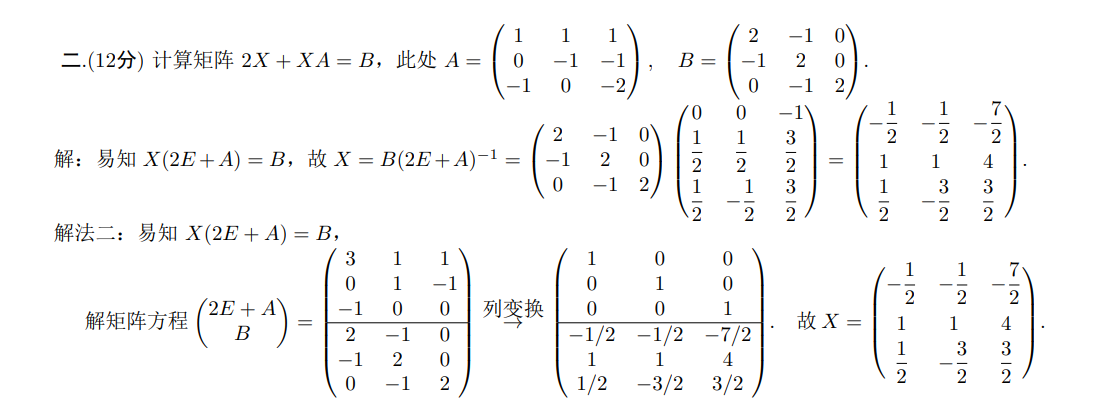 二.(12分) 计算矩阵 2X + XA = B，此处 A = \begin{pmatrix} 1 & 1 & 1 \\ 0 & -1 & -1 \\ -1 & 0 & -2 \end{pmatrix}, B = \begin{pmatrix} 2 & -1 & 0 \\ -1 & 2 & 0 \\ 0 & -1 & 2 \end{pmatrix}.
解：易知 X(2E + A) = B，故 X = B(2E + A)^{-1} = \begin{pmatrix} 2 & -1 & 0 \\ -1 & 2 & 0 \\ 0 & -1 & 2 \end{pmatrix} \begin{pmatrix} 0 & 0 & -1 \\ \frac{1}{2} & \frac{1}{2} & \frac{3}{2} \\ \frac{1}{2} & -\frac{1}{2} & \frac{3}{2} \end{pmatrix} = \begin{pmatrix} -\frac{1}{2} & -\frac{1}{2} & -\frac{7}{2} \\ 1 & 1 & 4 \\ \frac{1}{2} & -\frac{3}{2} & \frac{3}{2} \end{pmatrix}.
解法二：易知 X(2E + A) = B，
解矩阵方程 \begin{pmatrix} 2E + A \\ B \end{pmatrix} = \begin{pmatrix} 3 & 1 & 1 \\ 0 & 1 & -1 \\ -1 & 0 & 0 \\ \hline 2 & -1 & 0 \\ -1 & 2 & 0 \\ 0 & -1 & 2 \end{pmatrix} 列变换 → \begin{pmatrix} 1 & 0 & 0 \\ 0 & 1 & 0 \\ 0 & 0 & 1 \\ \hline -1/2 & -1/2 & -7/2 \\ 1 & 1 & 4 \\ 1/2 & -3/2 & 3/2 \end{pmatrix}. 故 X = \begin{pmatrix} -\frac{1}{2} & -\frac{1}{2} & -\frac{7}{2} \\ 1 & 1 & 4 \\ \frac{1}{2} & -\frac{3}{2} & \frac{3}{2} \end{pmatrix}.